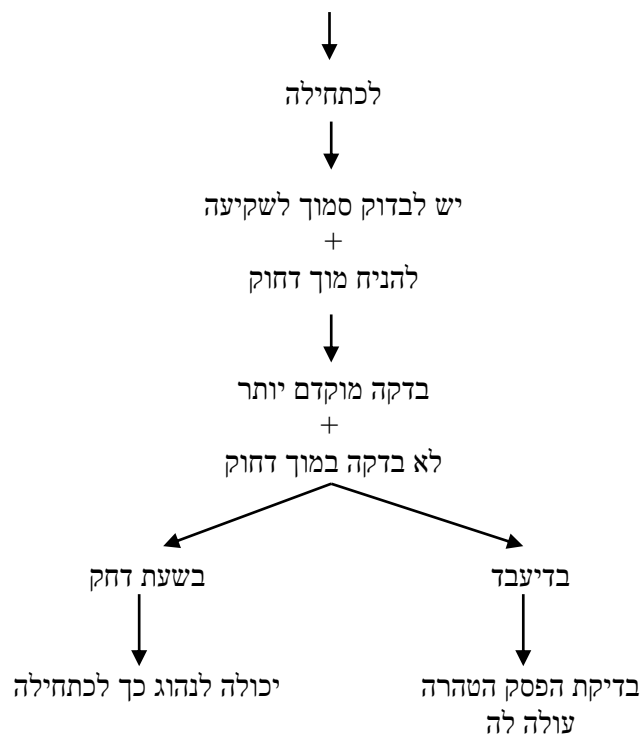 לכתחילה
יש לבדוק סמוך לשקיעה
+
להניח מוך דחוק
בדקה מוקדם יותר
+
לא בדקה במוך דחוק
בדיעבד
בשעת דחק
בדיקת הפסק הטהרה
עולה לה
יכולה לנהוג כך לכתחילה